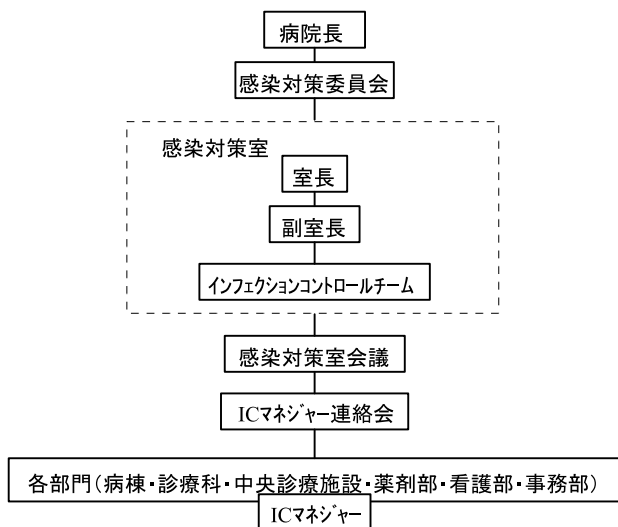 病院長
感染対策委員会
感染対策室
室長
副室長
インフェクションコントロールチーム
感染対策室会議
ICマネジャー連絡会
各部門(病棟・診療科・中央診療施設・薬剤部・看護部・事務部)
ICマネジャー